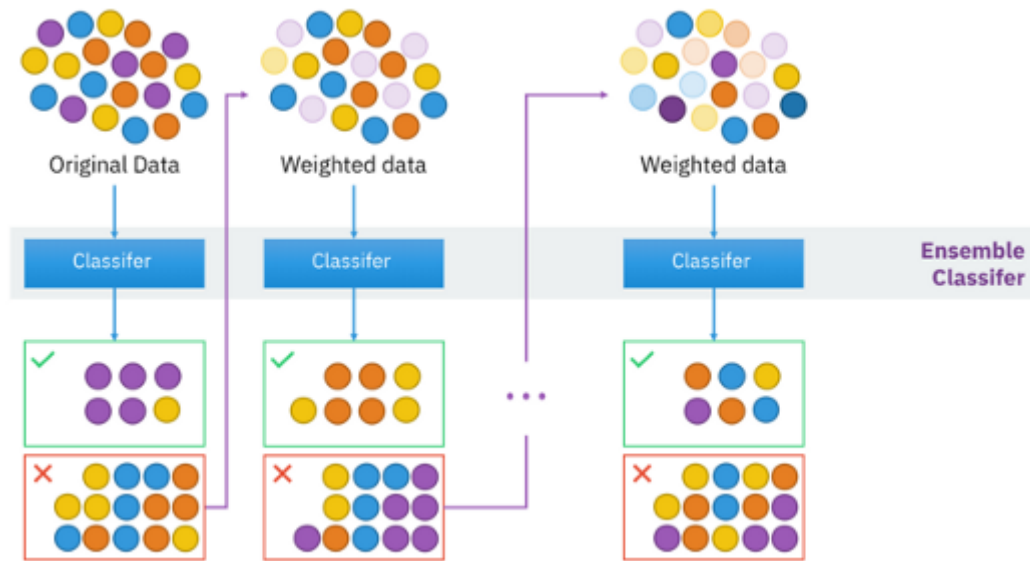 Original Data
Weighted data
Weighted data
Classifer
Classifer
Classifer
Ensemble
Classifer
...